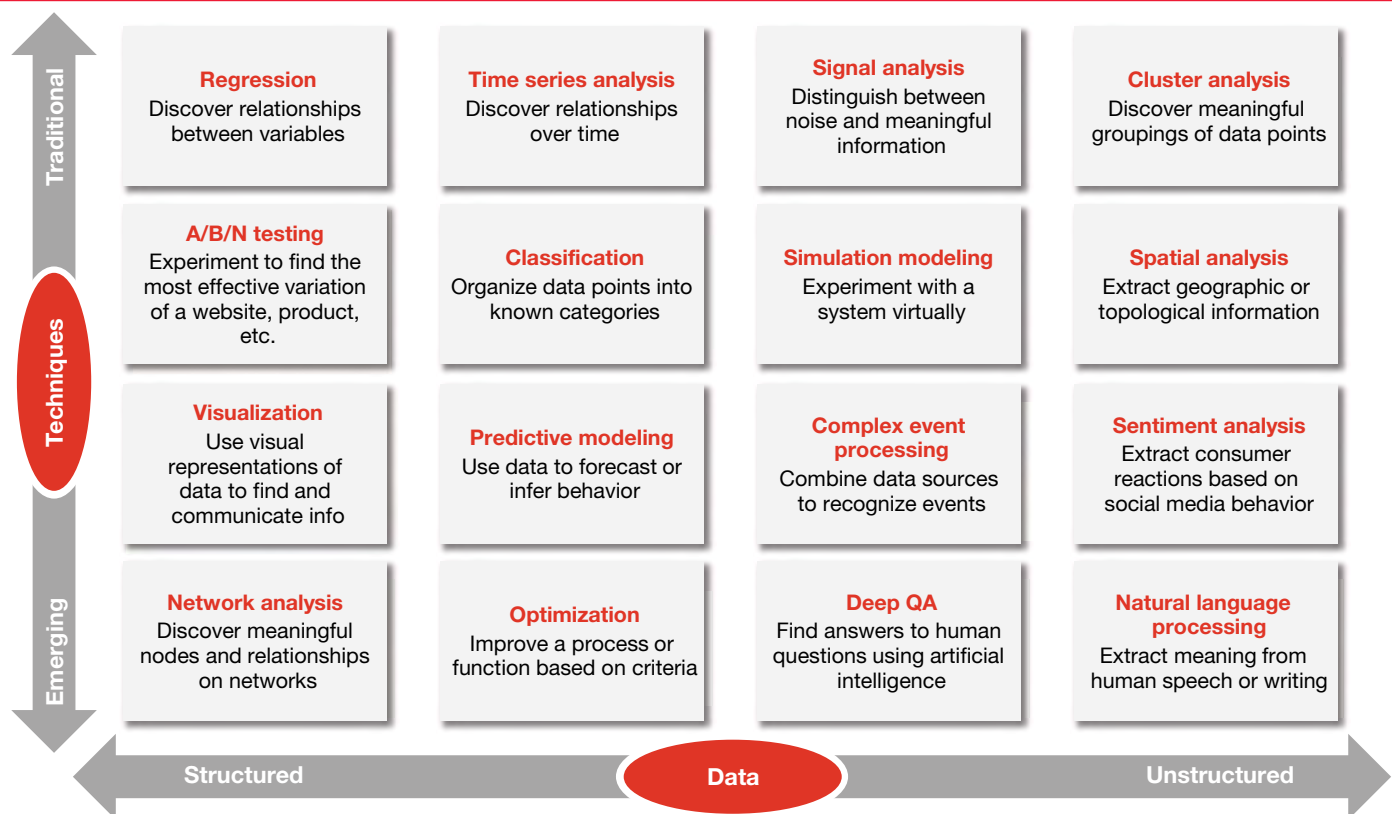 Traditional
Techniques
Emerging
Regression
Discover relationships
between variables
Time series analysis
Discover relationships
over time
Signal analysis
Distinguish between
noise and meaningful
information
Cluster analysis
Discover meaningful
groupings of data points
A/B/N testing
Experiment to find the
most effective variation
of a website, product,
etc.
Classification
Organize data points into
known categories
Simulation modeling
Experiment with a
system virtually
Spatial analysis
Extract geographic or
topological information
Visualization
Use visual
representations of
data to find and
communicate info
Predictive modeling
Use data to forecast or
infer behavior
Complex event
processing
Combine data sources
to recognize events
Sentiment analysis
Extract consumer
reactions based on
social media behavior
Network analysis
Discover meaningful
nodes and relationships
on networks
Optimization
Improve a process or
function based on criteria
Deep QA
Find answers to human
questions using artificial
intelligence
Natural language
processing
Extract meaning from
human speech or writing
Structured
Data
Unstructured